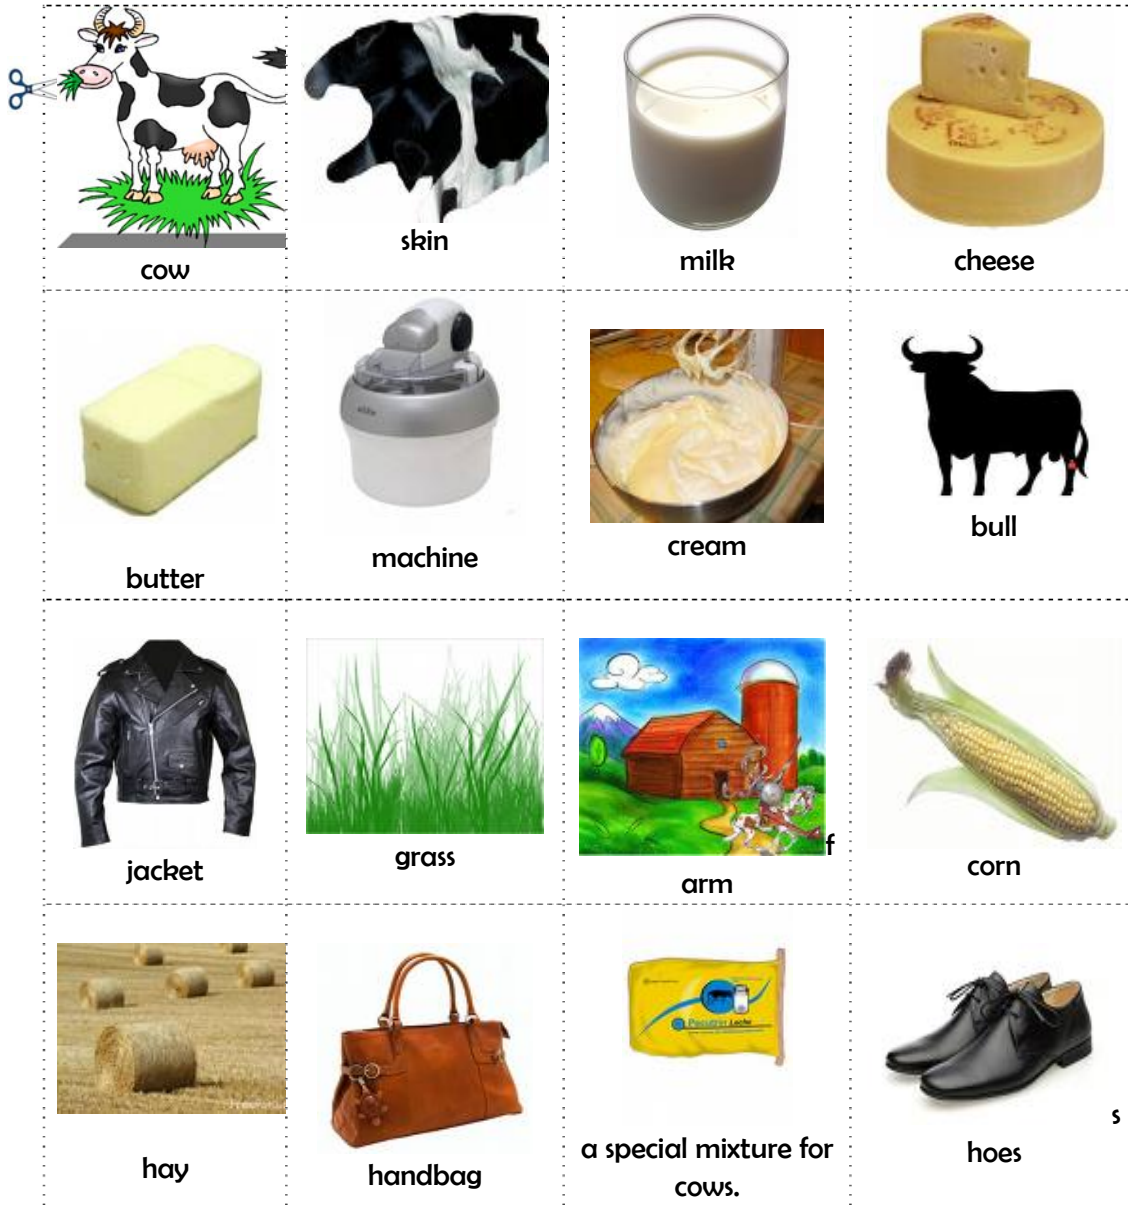 cow
skin
milk
cheese
butter
machine
cream
bull
jacket
grass
f
arm
corn
hay
handbag
Leche
a special mixture for
cows.
s
hoes